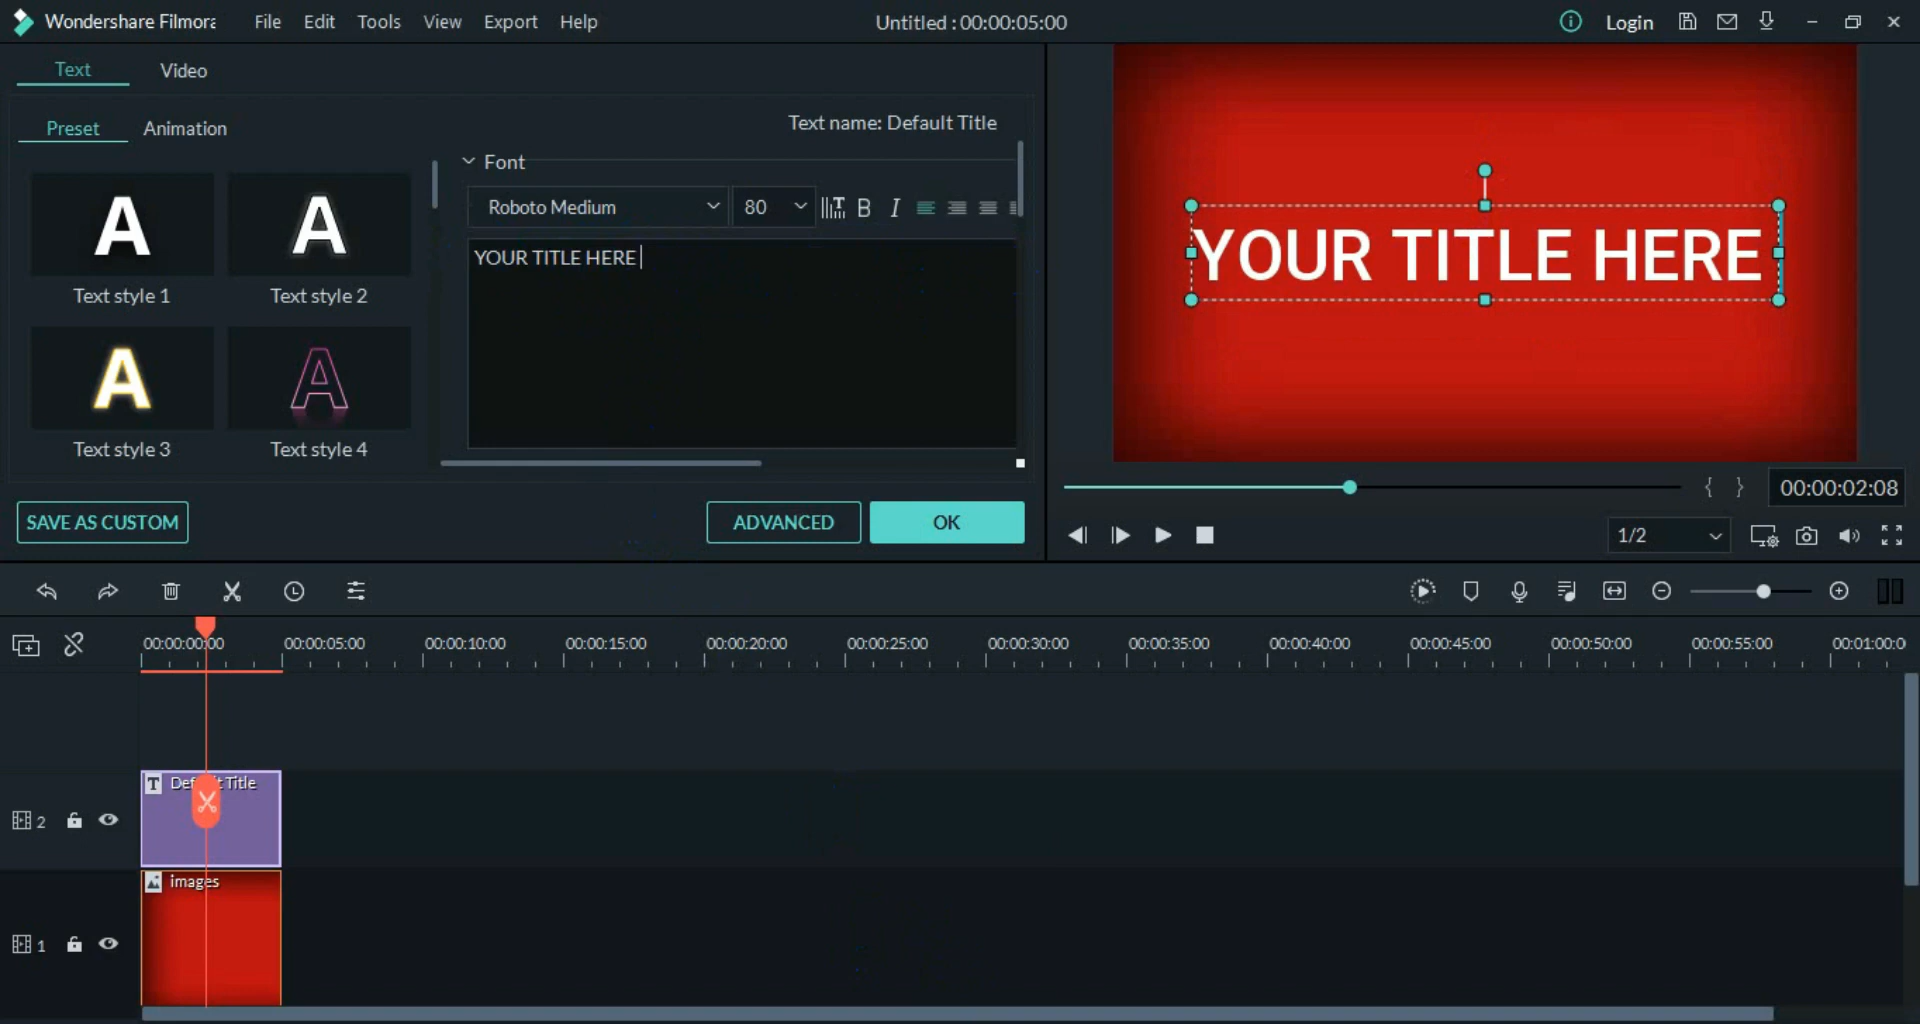 Wondershare Filmora
File Edit Tools View Export Help
Untitled : 00:00:05:00
Login
Text Video
Preset Animation
Text name: Default Title
Font
Roboto Medium 80 B I
YOUR TITLE HERE
Text style 1 Text style 2
Text style 3 Text style 4
SAVE AS CUSTOM ADVANCED OK
YOUR TITLE HERE
{ } 00:00:02:08
1/2
00:00:00:00 00:00:05:00 00:00:10:00 00:00:15:00 00:00:20:00 00:00:25:00 00:00:30:00 00:00:35:00 00:00:40:00 00:00:45:00 00:00:50:00 00:00:55:00 00:01:00:0
T Default Title
2
images
1